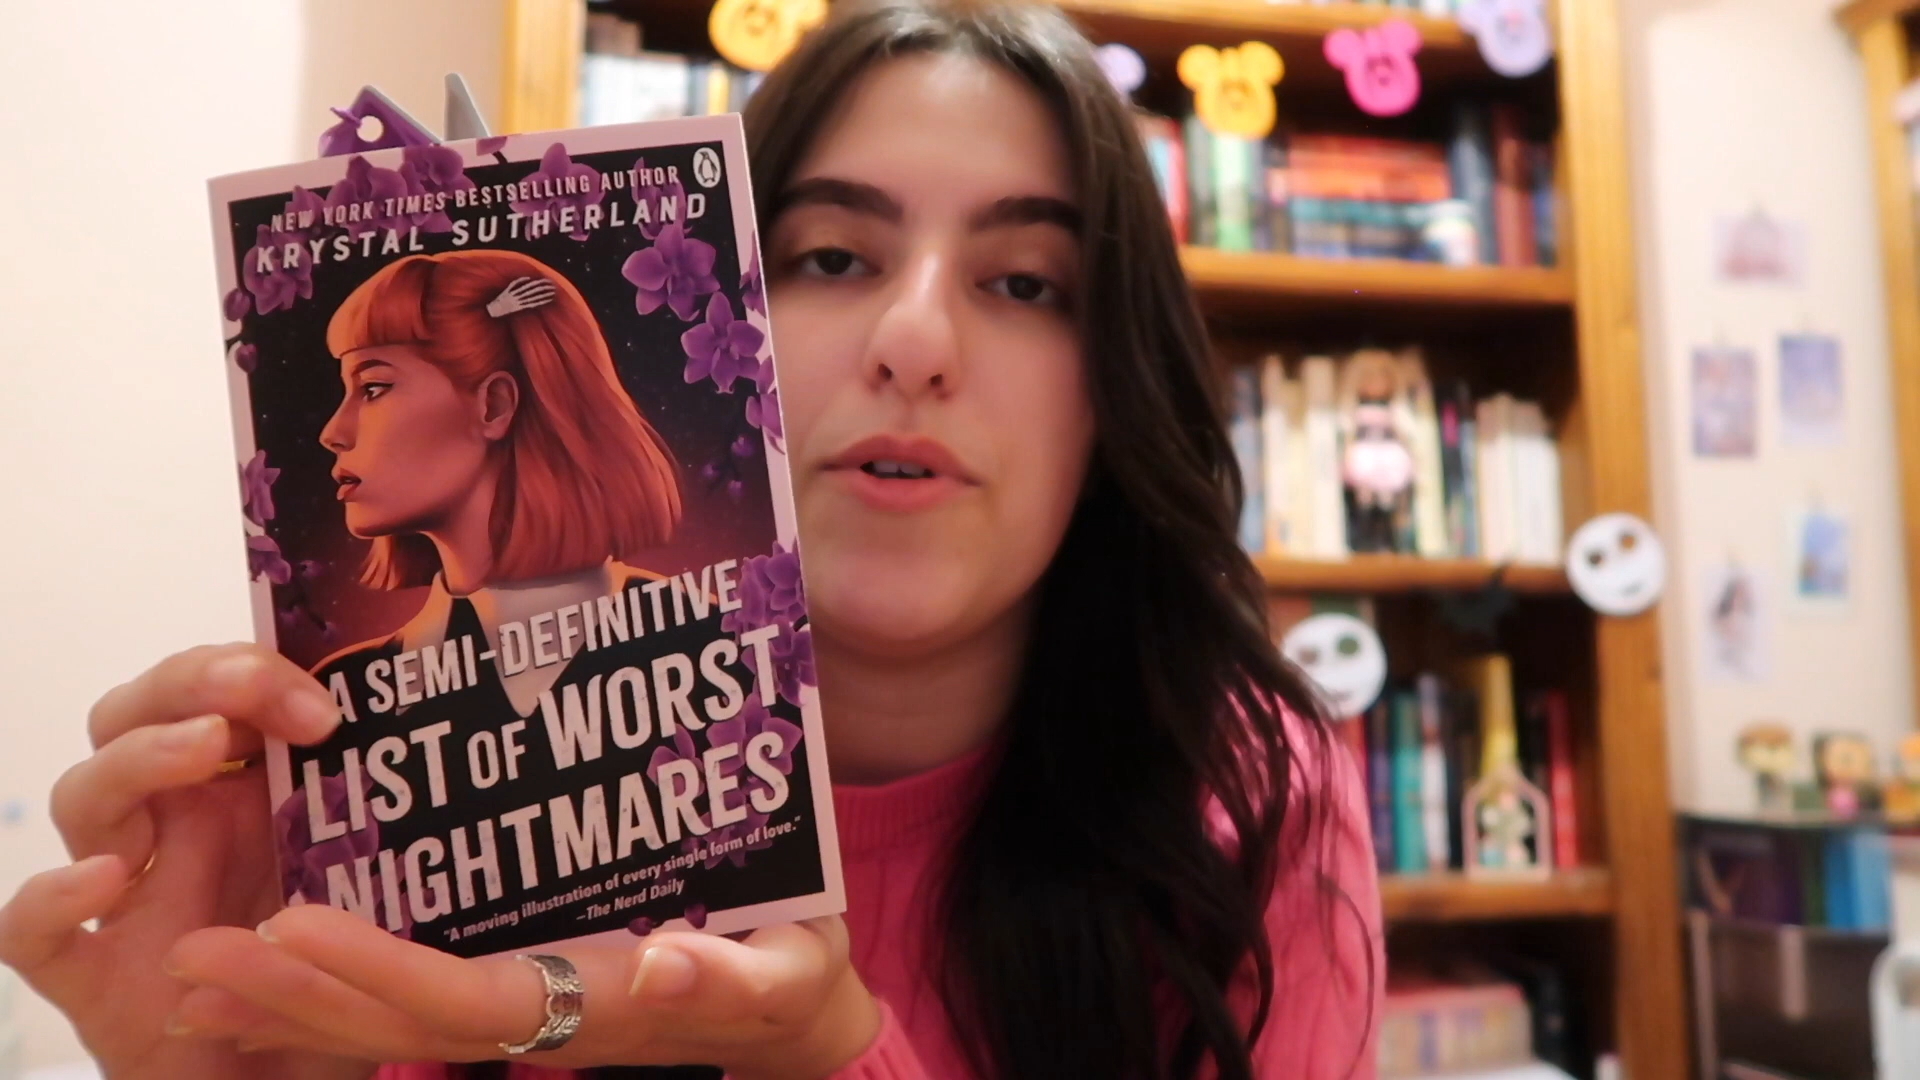 NEW YORK TIMES BESTSELLING AUTHOR
KRYSTAL SUTHERLAND
A SEMI-DEFINITIVE
LIST OF WORST
NIGHTMARES
"A moving illustration of every single form of love."
—The Nerd Daily